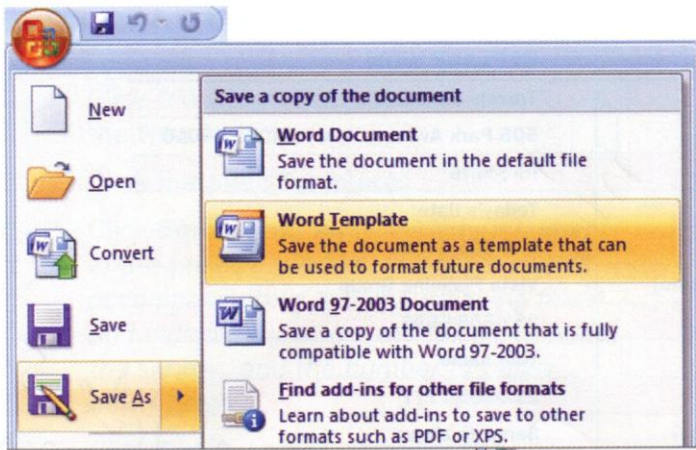 New
Open
Convert
Save
Save As
Save a copy of the document
Word Document
Save the document in the default file
format.
Word Template
Save the document as a template that can
be used to format future documents.
Word 97-2003 Document
Save a copy of the document that is fully
compatible with Word 97-2003.
Find add-ins for other file formats
Learn about add-ins to save to other
formats such as PDF or XPS.